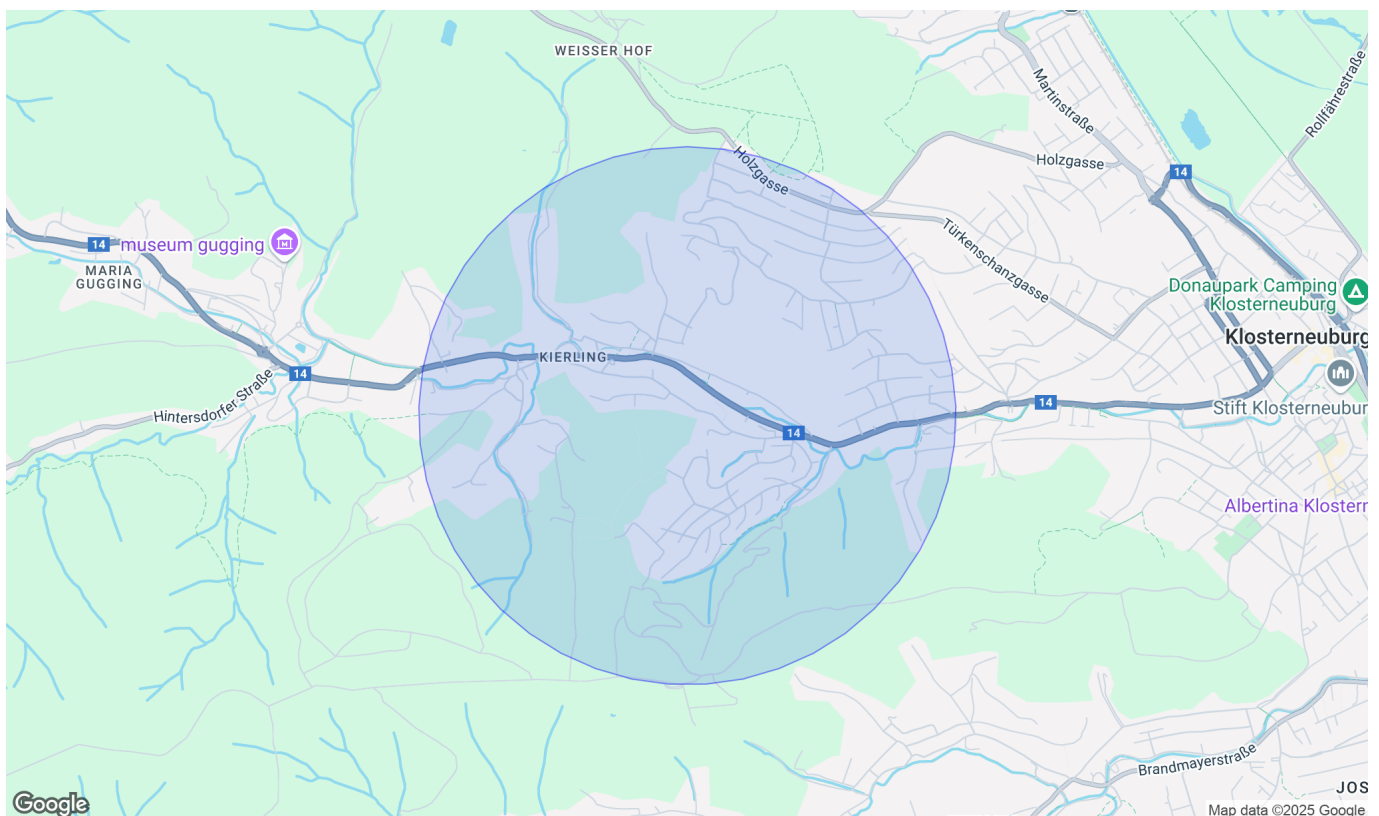 WEISSER HOF
Martinstraße
Rollfährestraße
Holzgasse
Holzgasse
14
Türkenschanzgasse
14
museum gugging
MARIA
GUGGING
Donaupark Camping
Klosterneuburg
Klosterneuburg
KIERLING
14
Hintersdorfer Straße
14
Stift Klosterneubur
14
Albertina Klosterr
Brandmayerstraße
JOS
Google
Map data ©2025 Google